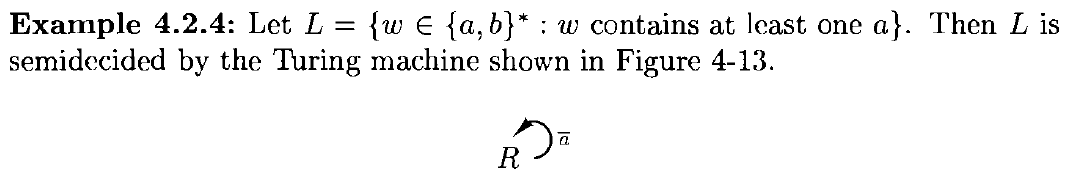 Example 4.2.4: Let L = {w ∈ {a, b}* : w contains at least one a}. Then L is
semidecided by the Turing machine shown in Figure 4-13.
a̅
R